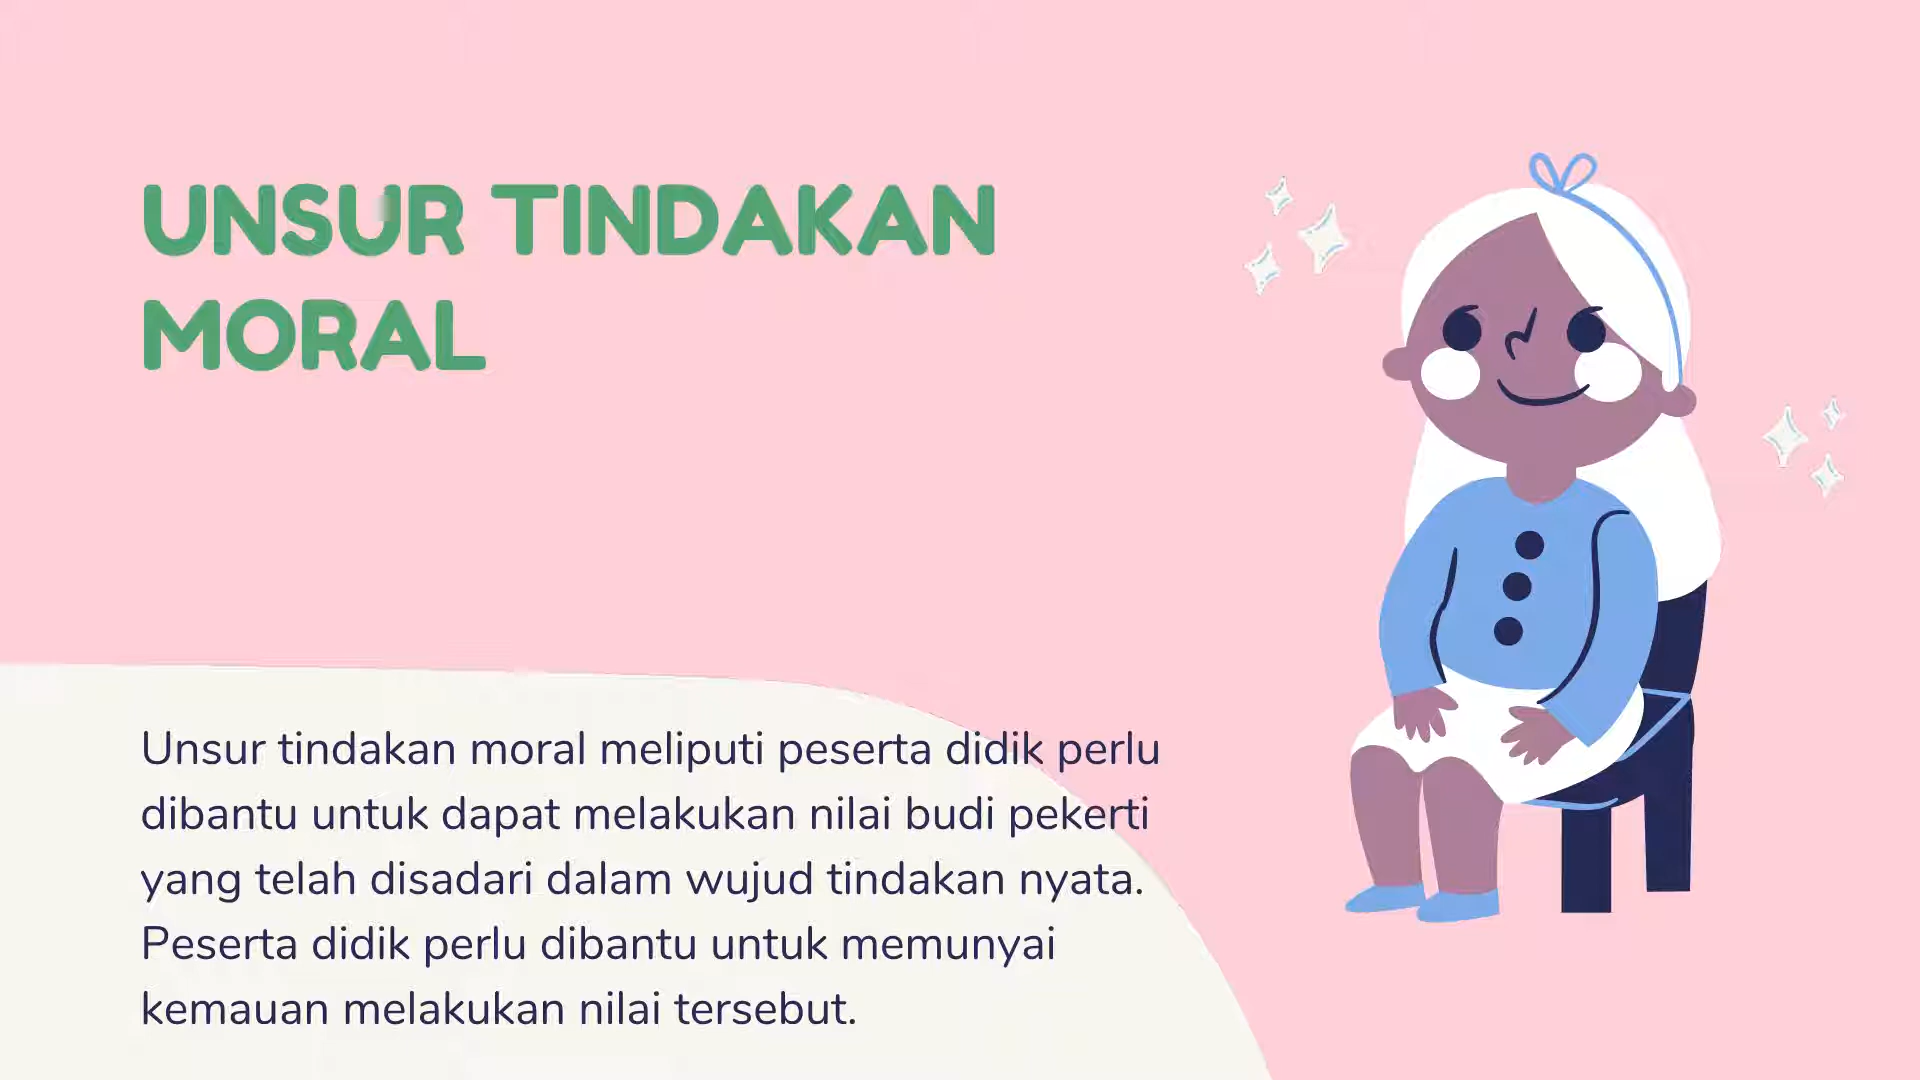 UNSUR TINDAKAN
MORAL
Unsur tindakan moral meliputi peserta didik perlu
dibantu untuk dapat melakukan nilai budi pekerti
yang telah disadari dalam wujud tindakan nyata.
Peserta didik perlu dibantu untuk memunyai
kemauan melakukan nilai tersebut.